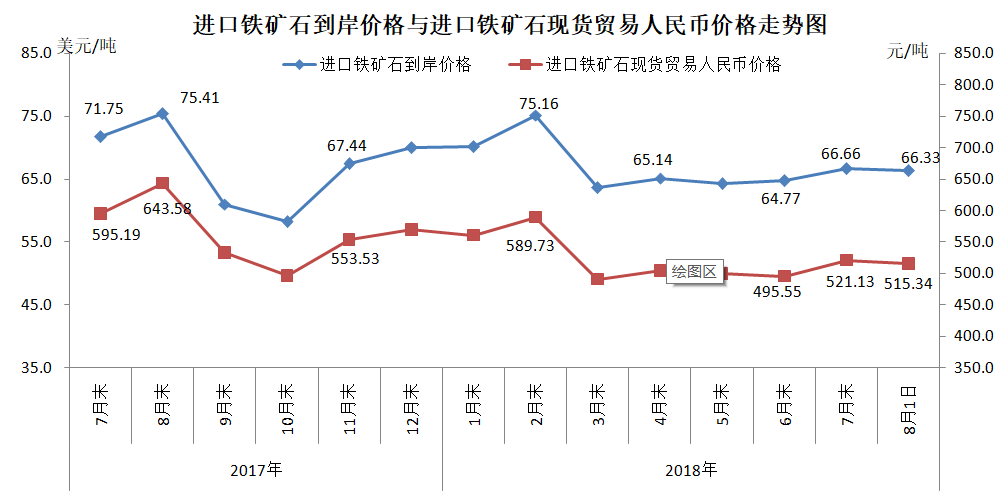 进口铁矿石到岸价格与进口铁矿石现货贸易人民币价格走势图
美元/吨
元/吨
进口铁矿石到岸价格
进口铁矿石现货贸易人民币价格
85.0
75.0
65.0
55.0
45.0
35.0
850.0
800.0
750.0
700.0
650.0
600.0
550.0
500.0
450.0
400.0
350.0
71.75
75.41
67.44
75.16
65.14
64.77
66.66
66.33
595.19
643.58
553.53
589.73
绘图区
495.55
521.13
515.34
7月末
8月末
9月末
10月末
11月末
12月末
1月末
2月末
3月末
4月末
5月末
6月末
7月末
8月1日
2017年
2018年